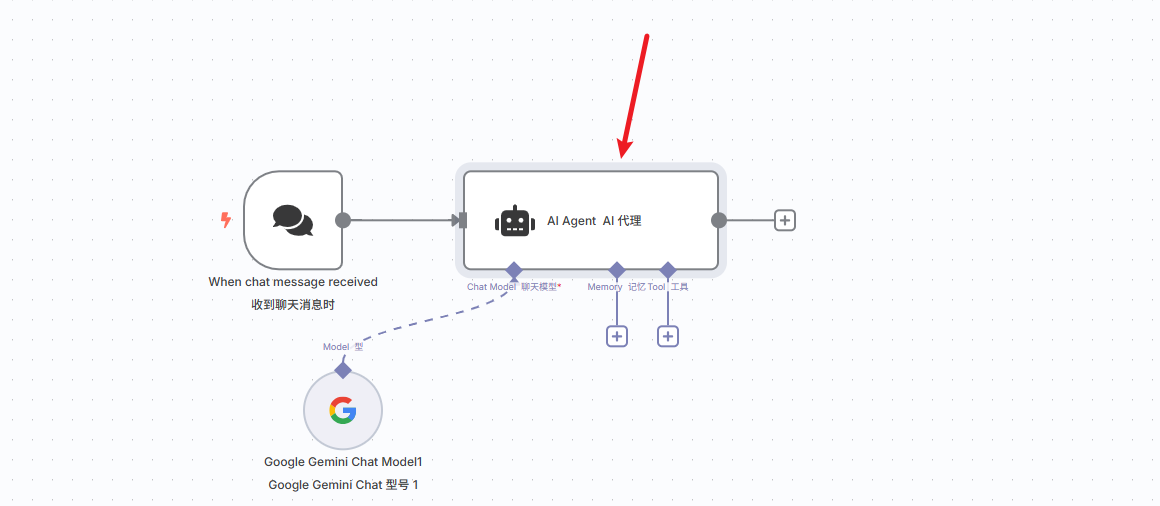 AI Agent  AI 代理
When chat message received
收到聊天消息时
Chat Model  聊天模型*
Memory  记忆
Tool  工具
Model  型
Google Gemini Chat Model1
Google Gemini Chat 型号 1